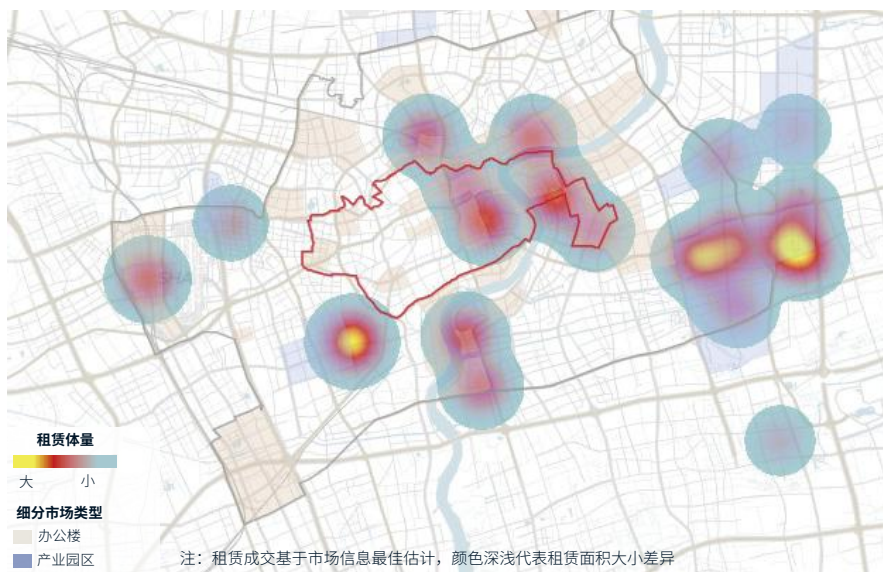 SHA
租赁体量
大 小
细分市场类型
办公楼
产业园区
注：租赁成交基于市场信息最佳估计，颜色深浅代表租赁面积大小差异